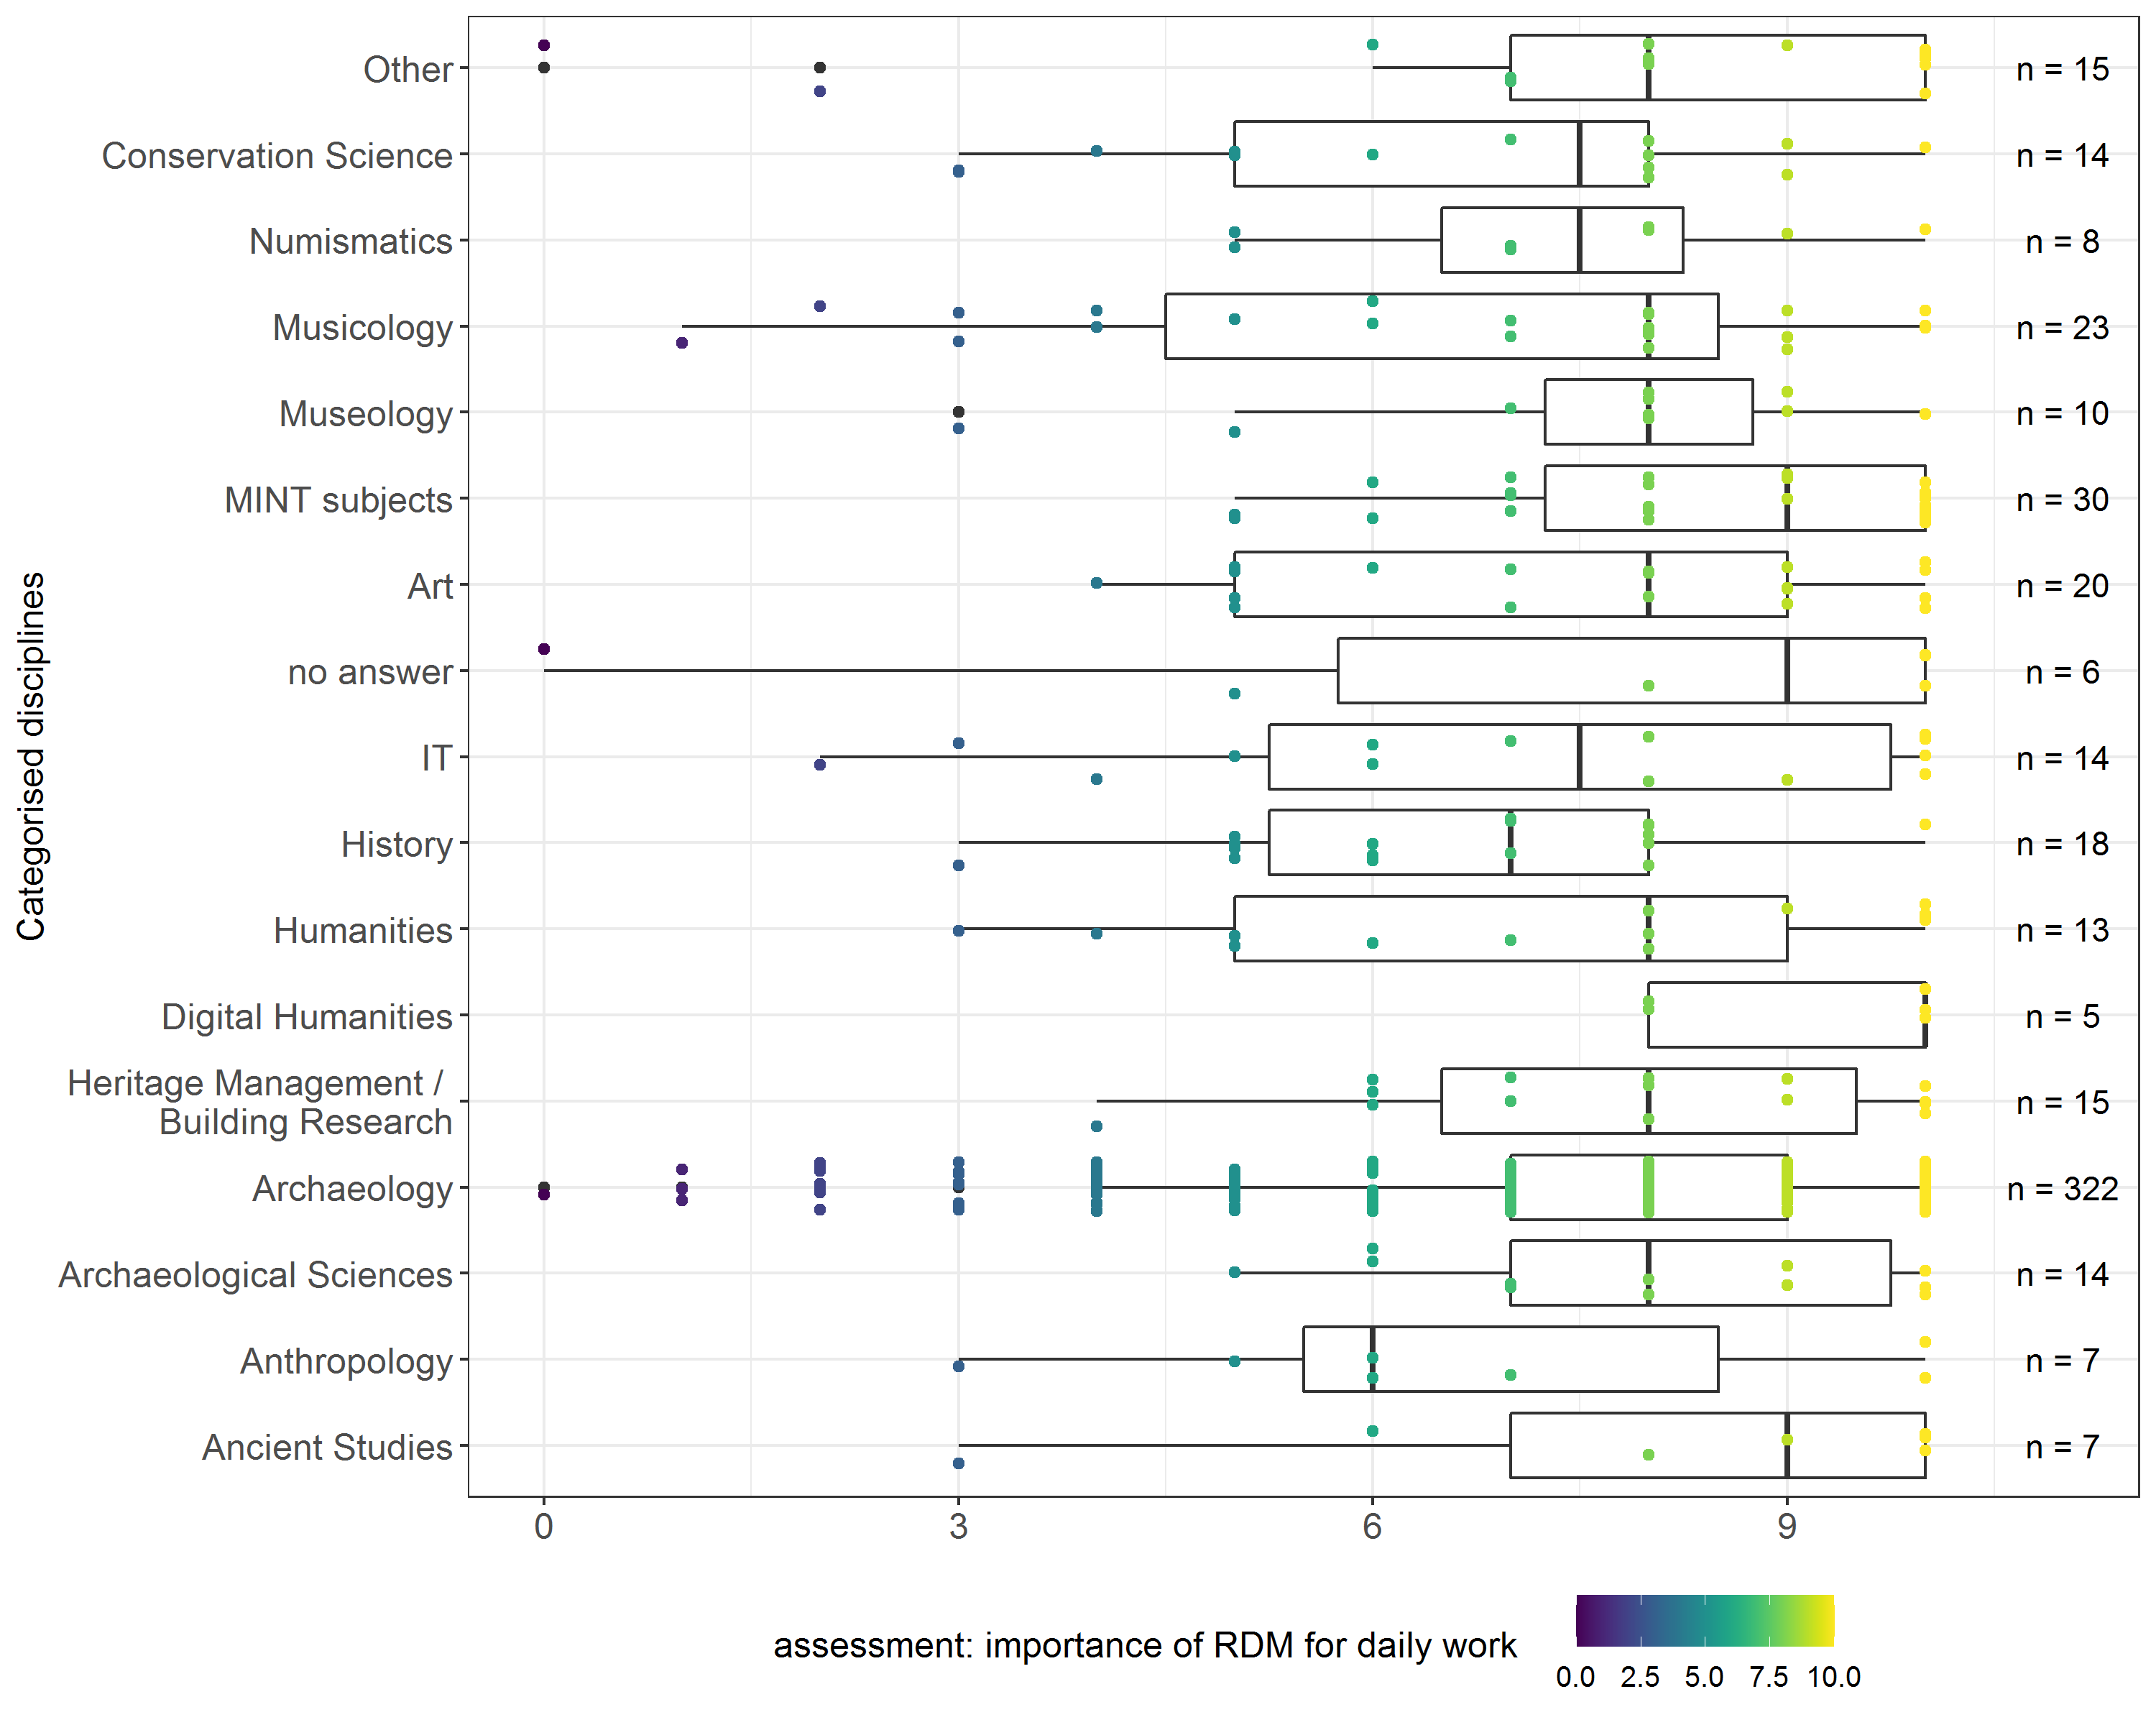 Categorised disciplines
Other n = 15
Conservation Science n = 14
Numismatics n = 8
Musicology n = 23
Museology n = 10
MINT subjects n = 30
Art n = 20
no answer n = 6
IT n = 14
History n = 18
Humanities n = 13
Digital Humanities n = 5
Heritage Management /
Building Research n = 15
Archaeology n = 322
Archaeological Sciences n = 14
Anthropology n = 7
Ancient Studies n = 7
0 3 6 9
assessment: importance of RDM for daily work
0.0 2.5 5.0 7.5 10.0